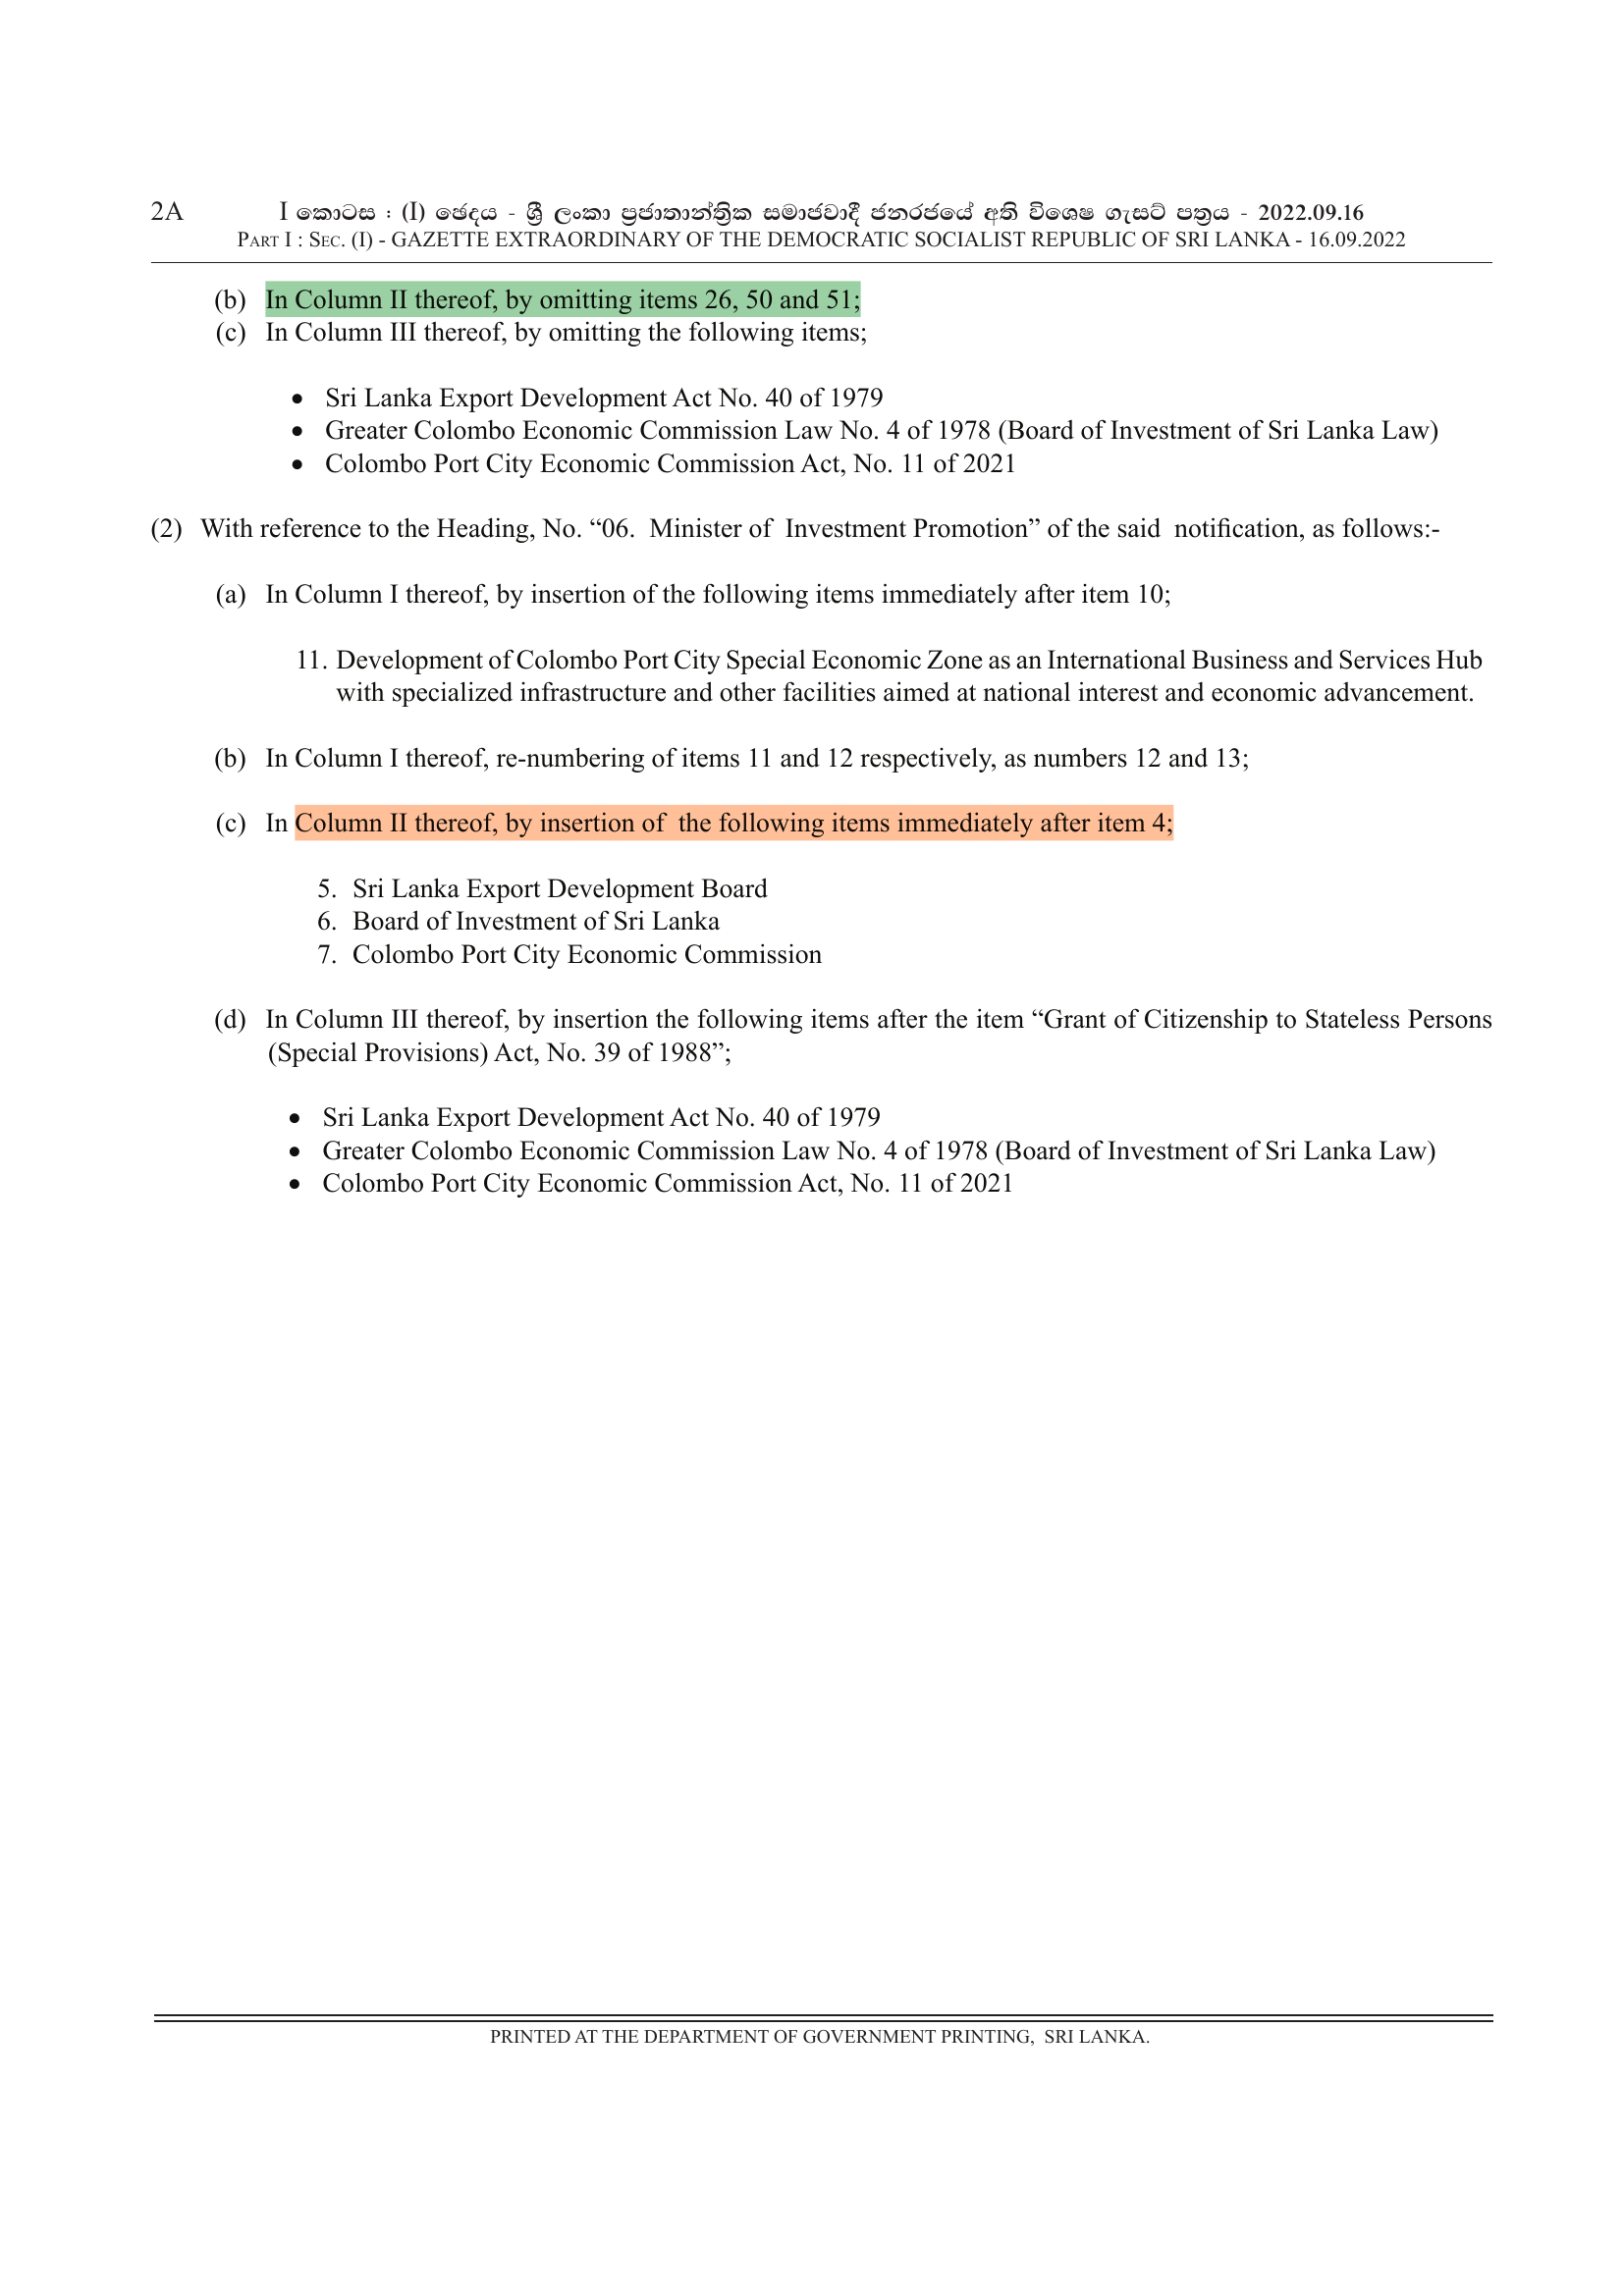 2A I කොටස : (I) ඡෙදය - ශ්‍රී ලංකා ප්‍රජාතාන්ත්‍රික සමාජවාදී ජනරජයේ අති විශෙෂ ගැසට් පත්‍රය - 2022.09.16
PART I : SEC. (I) - GAZETTE EXTRAORDINARY OF THE DEMOCRATIC SOCIALIST REPUBLIC OF SRI LANKA - 16.09.2022
(b) In Column II thereof, by omitting items 26, 50 and 51;
(c) In Column III thereof, by omitting the following items;
• Sri Lanka Export Development Act No. 40 of 1979
• Greater Colombo Economic Commission Law No. 4 of 1978 (Board of Investment of Sri Lanka Law)
• Colombo Port City Economic Commission Act, No. 11 of 2021
(2) With reference to the Heading, No. “06. Minister of Investment Promotion” of the said notification, as follows:-
(a) In Column I thereof, by insertion of the following items immediately after item 10;
11. Development of Colombo Port City Special Economic Zone as an International Business and Services Hub
with specialized infrastructure and other facilities aimed at national interest and economic advancement.
(b) In Column I thereof, re-numbering of items 11 and 12 respectively, as numbers 12 and 13;
(c) In Column II thereof, by insertion of the following items immediately after item 4;
5. Sri Lanka Export Development Board
6. Board of Investment of Sri Lanka
7. Colombo Port City Economic Commission
(d) In Column III thereof, by insertion the following items after the item “Grant of Citizenship to Stateless Persons
(Special Provisions) Act, No. 39 of 1988”;
• Sri Lanka Export Development Act No. 40 of 1979
• Greater Colombo Economic Commission Law No. 4 of 1978 (Board of Investment of Sri Lanka Law)
• Colombo Port City Economic Commission Act, No. 11 of 2021
PRINTED AT THE DEPARTMENT OF GOVERNMENT PRINTING, SRI LANKA.